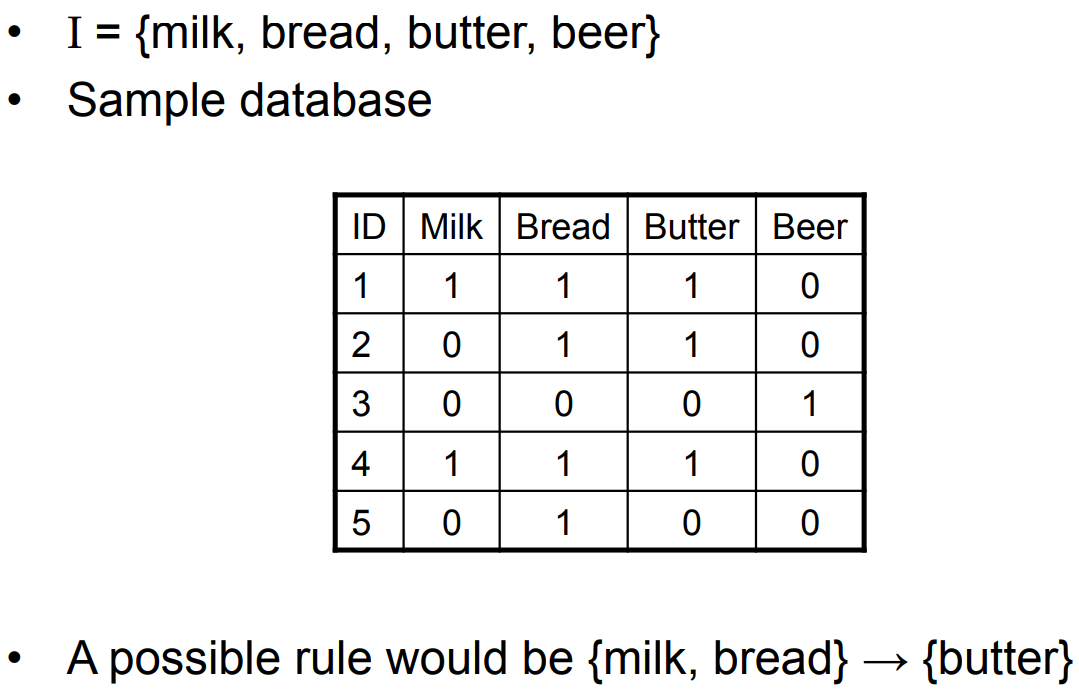 • I = {milk, bread, butter, beer}
• Sample database
ID Milk Bread Butter Beer
1 1 1 1 0
2 0 1 1 0
3 0 0 0 1
4 1 1 1 0
5 0 1 0 0
• A possible rule would be {milk, bread} → {butter}